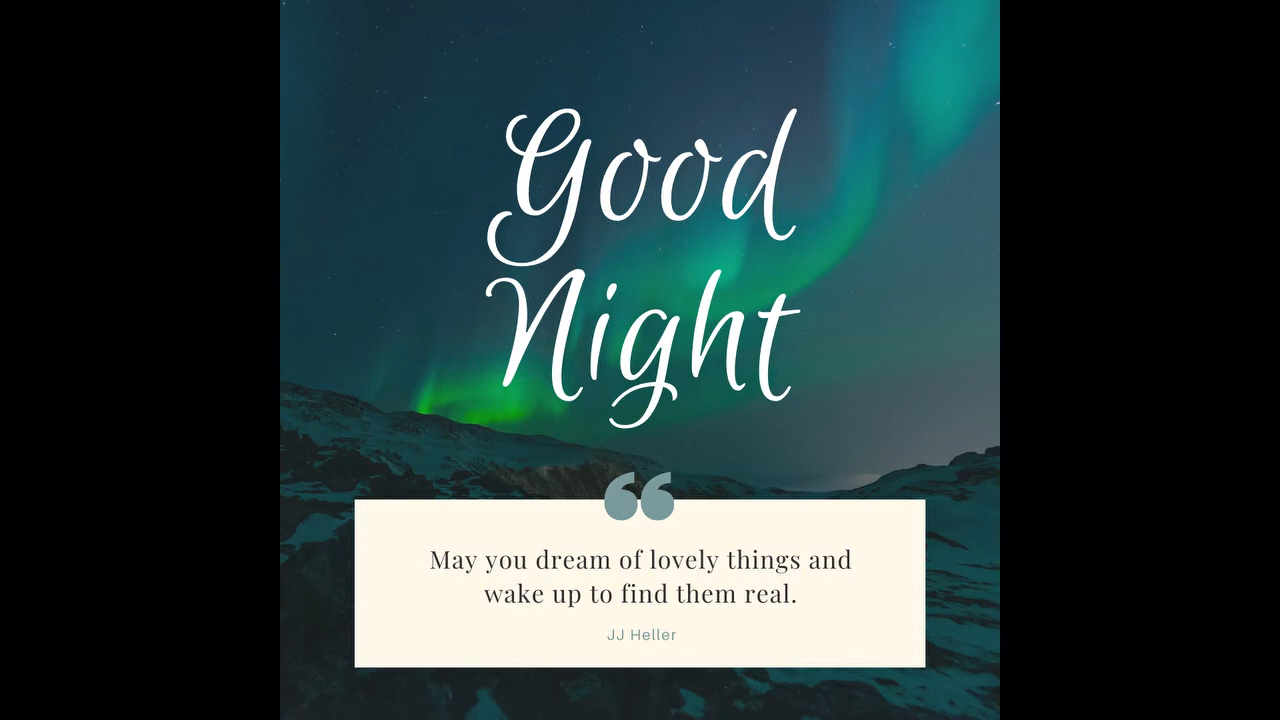 Good
Night
“
May you dream of lovely things and
wake up to find them real.
JJ Heller